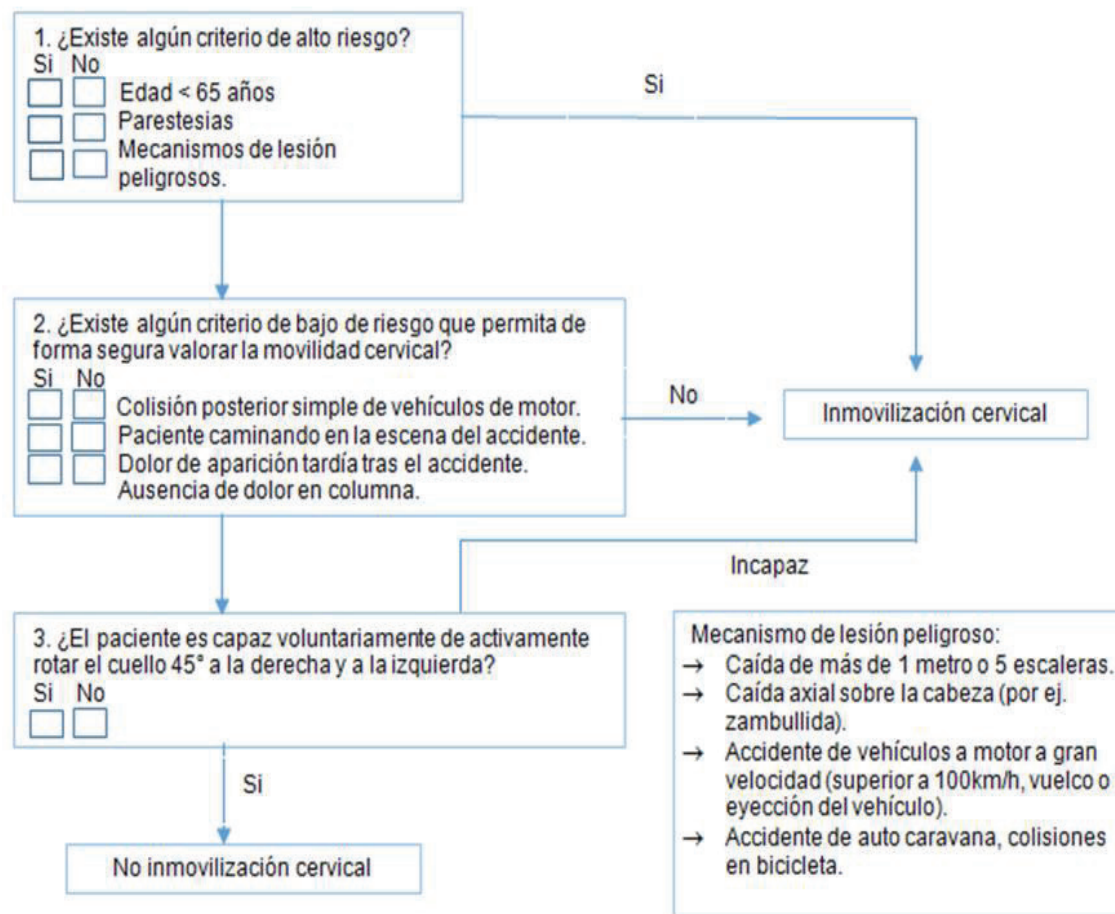 1. ¿Existe algún criterio de alto riesgo?
Si No
Edad < 65 años
Parestesias
Mecanismos de lesión
peligrosos.
Si
2. ¿Existe algún criterio de bajo de riesgo que permita de
forma segura valorar la movilidad cervical?
Si No
Colisión posterior simple de vehículos de motor.
Paciente caminando en la escena del accidente.
Dolor de aparición tardía tras el accidente.
Ausencia de dolor en columna.
No
Inmovilización cervical
Incapaz
3. ¿El paciente es capaz voluntariamente de activamente
rotar el cuello 45° a la derecha y a la izquierda?
Si No
Si
No inmovilización cervical
Mecanismo de lesión peligroso:
→ Caída de más de 1 metro o 5 escaleras.
→ Caída axial sobre la cabeza (por ej.
zambullida).
→ Accidente de vehículos a motor a gran
velocidad (superior a 100km/h, vuelco o
eyección del vehículo).
→ Accidente de auto caravana, colisiones
en bicicleta.